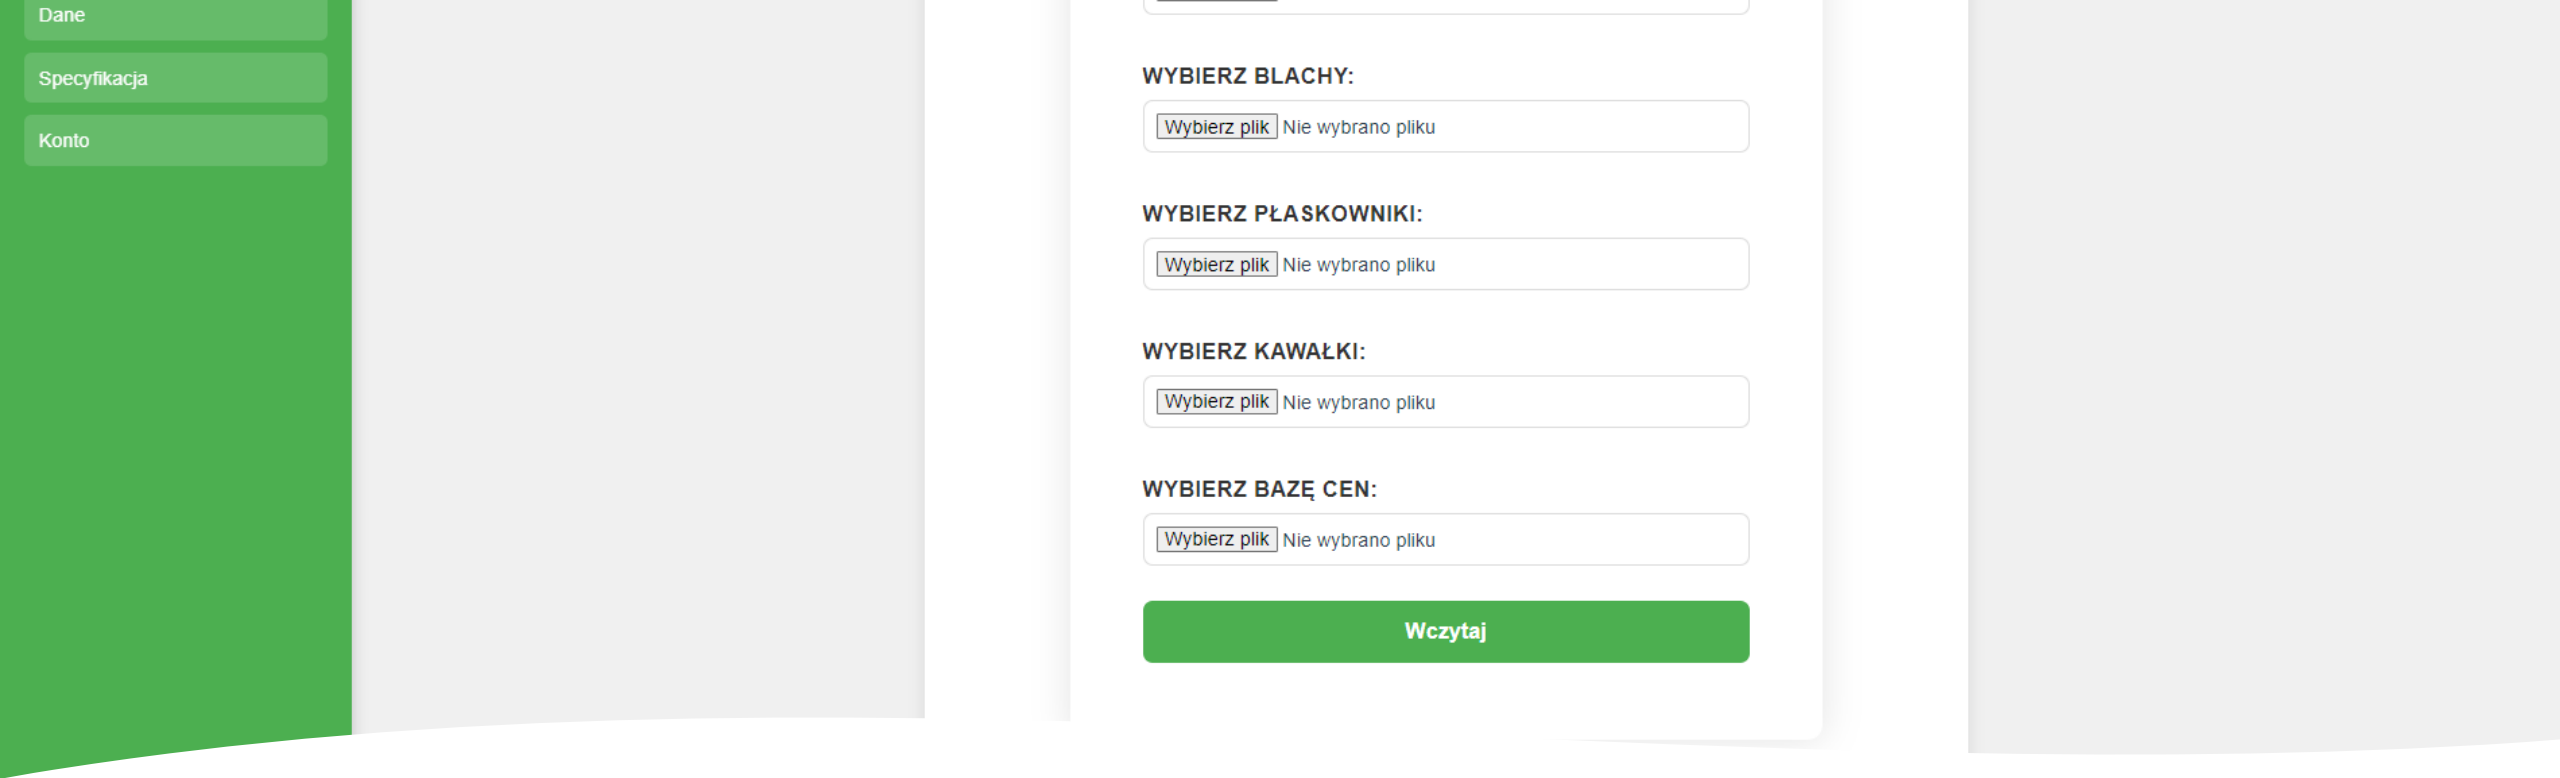 Dane
Specyfikacja
Konto
WYBIERZ BLACHY:
Wybierz plik Nie wybrano pliku
WYBIERZ PŁASKOWNIKI:
Wybierz plik Nie wybrano pliku
WYBIERZ KAWAŁKI:
Wybierz plik Nie wybrano pliku
WYBIERZ BAZĘ CEN:
Wybierz plik Nie wybrano pliku
Wczytaj